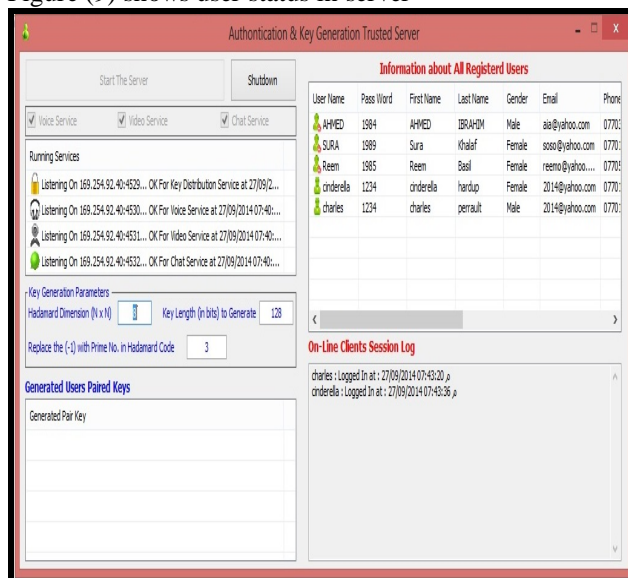 Figure (9) shows user status in server
Authontication & Key Generation Trusted Server
Start The Server
Shutdown
Voice Service
Video Service
Chat Service
Running Services
Listening On 169.254.92.40:4529... OK For Key Distribution Service at 27/09/2...
Listening On 169.254.92.40:4530... OK For Voice Service at 27/09/2014 07:40:...
Listening On 169.254.92.40:4531... OK For Video Service at 27/09/2014 07:40:...
Listening On 169.254.92.40:4532... OK For Chat Service at 27/09/2014 07:40:...
Key Generation Parameters
Hadamard Dimension (N x N) 8 Key Length (in bits) to Generate 128
Replace the (-1) with Prime No. in Hadamard Code 3
Generated Users Paired Keys
Generated Pair Key
Information about All Registerd Users
User Name Pass Word First Name Last Name Gender Email Phone
AHMED 1984 AHMED IBRAHIM Male aia@yahoo.com 0770:
SURA 1989 Sura Khalaf Female soso@yahoo.com 0770:
Reem 1985 Reem Basil Female reemo@yahoo.... 0770
cinderella 1234 cinderella hardup Female 2014@yahoo.com 0770:
charles 1234 charles perrault Male 2014@yahoo.com 0770:
On-Line Clients Session Log
charles : Logged In at : 27/09/2014 07:43:20 م
cinderella : Logged In at : 27/09/2014 07:43:36 م